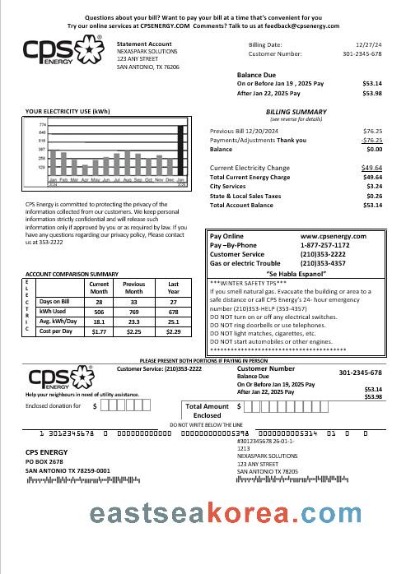 Questions about your bill? Want to pay your bill at a time that's convenient for you
Try our online services at CPSENERGY.COM Comments? Talk to us at feedback@cpsenergy.com
CPS ENERGY
Statement Account
NEXASPARK SOLUTIONS
123 ANY STREET
SAN ANTONIO, TX 76206
Billing Date: 12/27/24
Customer Number: 301-2345-678
Balance Due
On or Before Jan 19 , 2025 Pay $53.14
After Jan 22, 2025 Pay $53.98
YOUR ELECTRICITY USE (kWh)
BILLING SUMMARY
(see reverse for details)
Previous Bill 12/20/2024 $76.25
Payments/Adjustments Thank you -$76.25
Balance $0.00
Current Electricity Change $49.64
Total Current Energy Charge $49.64
City Services $3.24
State & Local Sales Taxes $0.26
Total Account Balance $53.14
CPS Energy is committed to protecting the privacy of the
information collected from our customers. We keep personal
information strictly confidential and will release such
information only if approved by you or as required by law. If you
have any questions regarding our privacy policy, Please contact
us at 353-2222
Pay Online www.cpsenergy.com
Pay –By-Phone 1-877-257-1172
Customer Service (210)353-2222
Gas or electric Trouble (210)353-4357
"Se Habla Espanol"
***WINTER SAFETY TIPS***
If you smell natural gas. Evacuate the building or area to a
safe distance or call CPS Energy's 24- hour emergency
number (210)353-HELP (353-4357)
DO NOT turn on or off any electrical switches.
DO NOT ring doorbells or use telephones.
DO NOT light matches, cigarettes, etc.
DO NOT start automobiles or other engines.
ACCOUNT COMPARISON SUMMARY
ELECTRIC
Current Month Previous Month Last Year
Days on Bill 28 33 27
kWh Used 506 769 678
Avg. kWh/Day 18.1 23.3 25.1
Cost per Day $1.77 $2.25 $2.29
PLEASE PRESENT BOTH PORTIONS IF PAYING IN PERSON
CPS ENERGY
Customer Service: (210)353-2222
Customer Number 301-2345-678
Balance Due
On Or Before Jan 19, 2025 Pay $53.14
After Jan 22, 2025 Pay $53.98
Help your neighbours in need of utility assistance.
Enclosed donation for $
Total Amount Enclosed $
DO NOT WRITE BELOW THE LINE
#3012345678 26-01-1-
1213
NEXASPARK SOLUTIONS
123 ANY STREET
SAN ANTONIO, TX 78205
CPS ENERGY
PO BOX 2678
SAN ANTONIO TX 78259-0001
eastseakorea.com